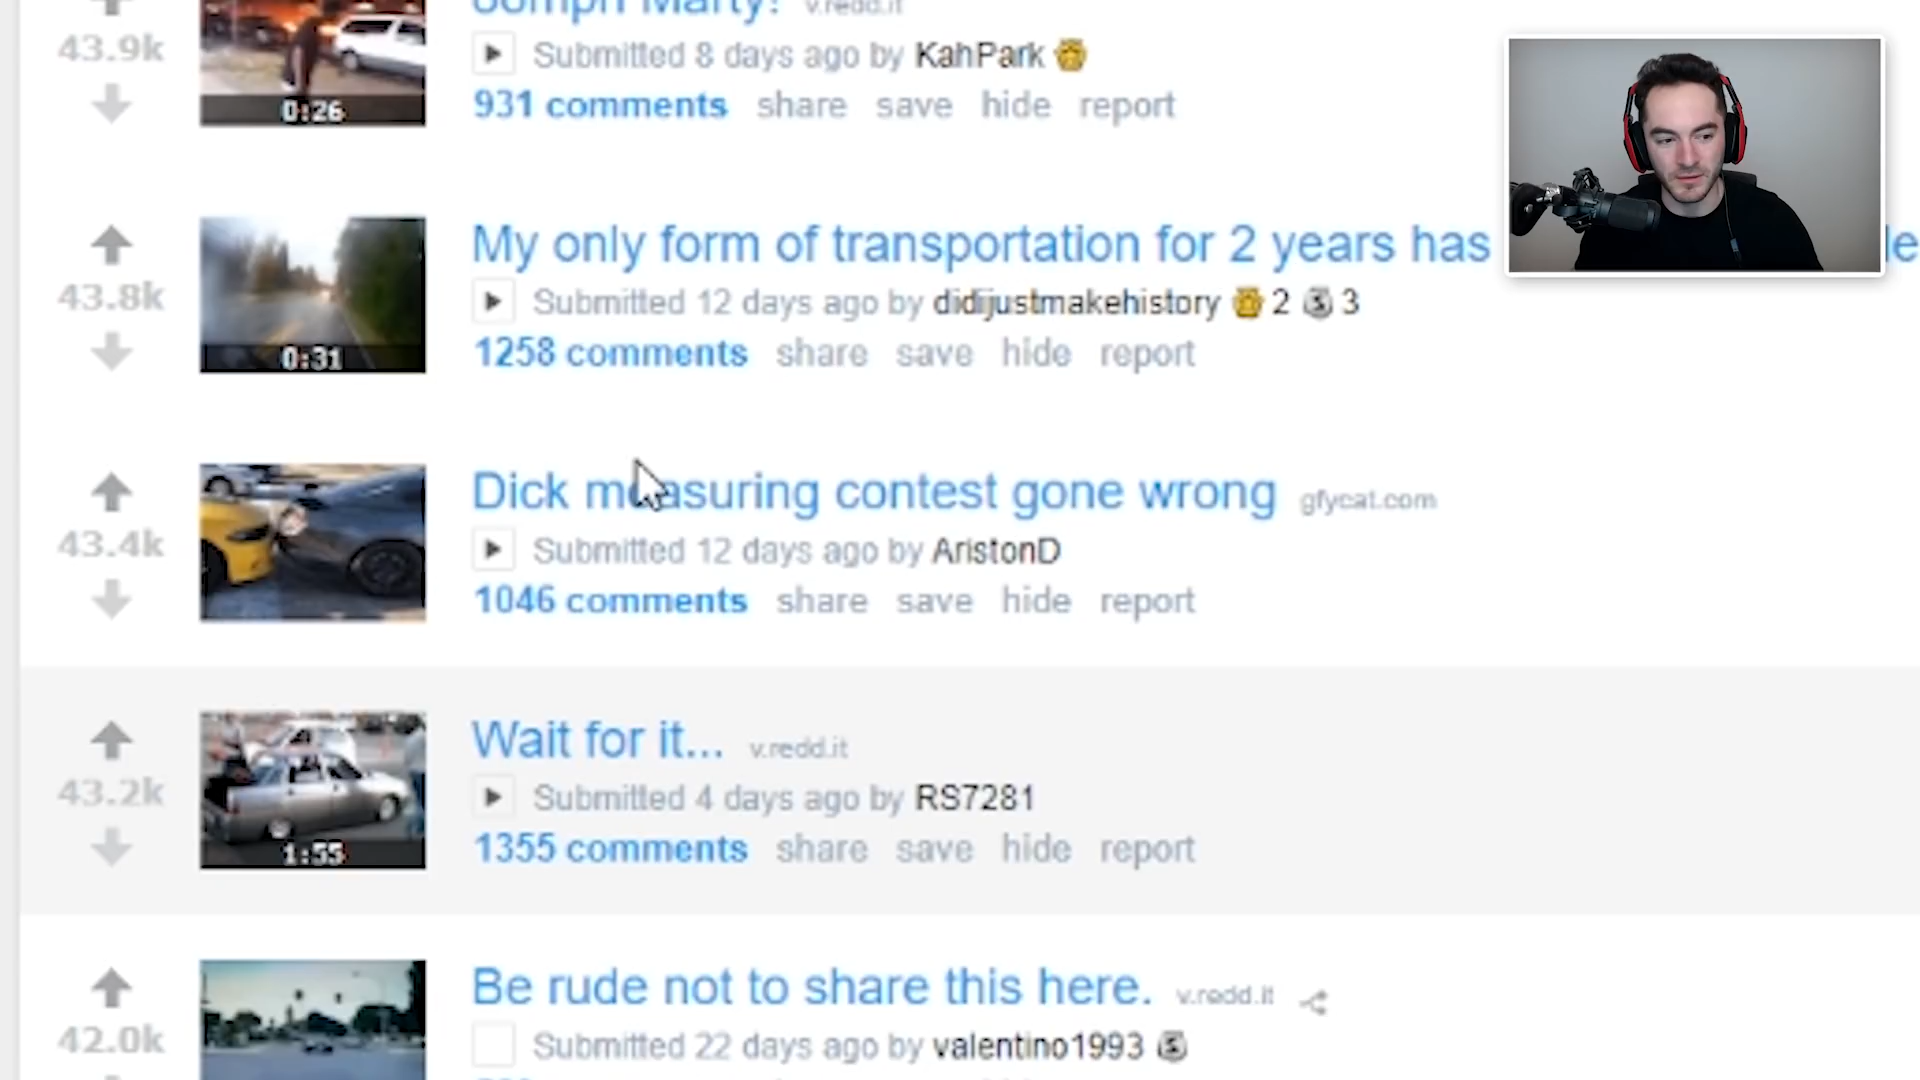 43.9k
v.redd.it
Submitted 8 days ago by KahPark
0:26
931 comments share save hide report
My only form of transportation for 2 years has
43.8k
Submitted 12 days ago by didijustmakehistory 2 3
0:31
1258 comments share save hide report
Dick measuring contest gone wrong gfycat.com
43.4k
Submitted 12 days ago by AristonD
1046 comments share save hide report
Wait for it... v.redd.it
43.2k
Submitted 4 days ago by RS7281
1:55
1355 comments share save hide report
Be rude not to share this here. v.redd.it
42.0k
Submitted 22 days ago by valentino1993